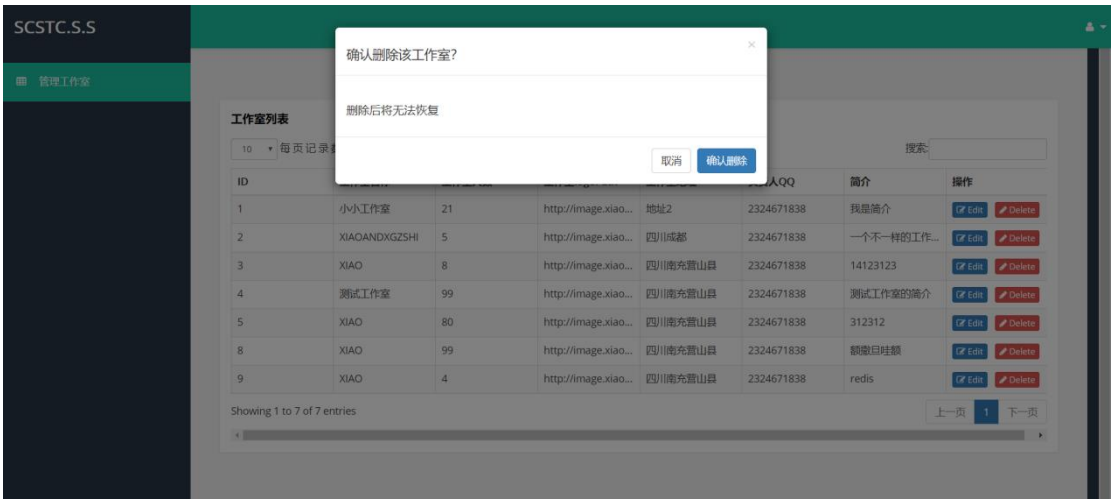 SCSTC.S.S
确认删除该工作室?
×
管理工作室
删除后将无法恢复
工作室列表
10 每页记录
搜索:
取消 确认删除
ID 人QQ 简介 操作
1 小小工作室 21 http://image.xiao... 地址2 2324671838 我是简介 Edit Delete
2 XIAOANDXGZSHI 5 http://image.xiao... 四川成都 2324671838 一个不一样的工作... Edit Delete
3 XIAO 8 http://image.xiao... 四川南充营山县 2324671838 14123123 Edit Delete
4 测试工作室 99 http://image.xiao... 四川南充营山县 2324671838 测试工作室的简介 Edit Delete
5 XIAO 80 http://image.xiao... 四川南充营山县 2324671838 312312 Edit Delete
8 XIAO 99 http://image.xiao... 四川南充营山县 2324671838 Edit Delete
9 XIAO 4 http://image.xiao... 四川南充营山县 2324671838 redis Edit Delete
Showing 1 to 7 of 7 entries
上一页 1 下一页